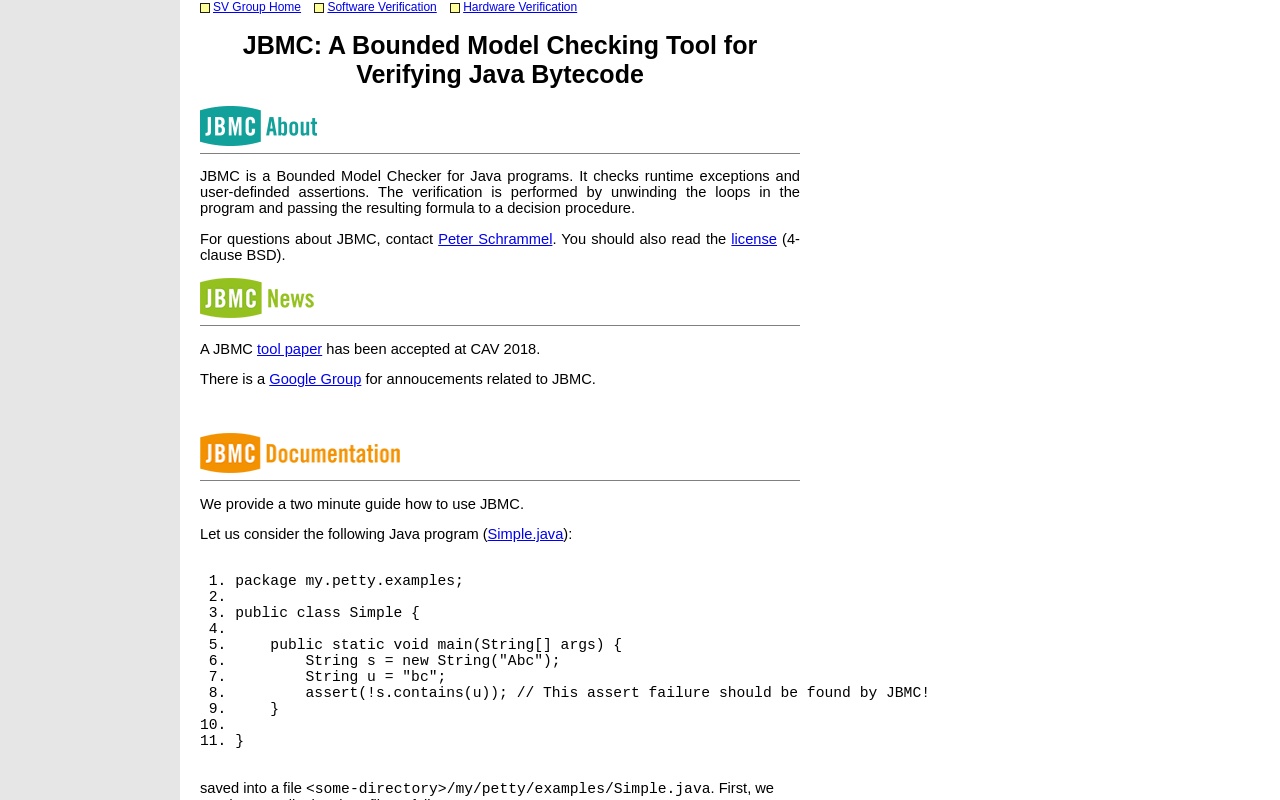 SV Group Home Software Verification Hardware Verification
JBMC: A Bounded Model Checking Tool for
Verifying Java Bytecode
JBMC About
JBMC is a Bounded Model Checker for Java programs. It checks runtime exceptions and
user-definded assertions. The verification is performed by unwinding the loops in the
program and passing the resulting formula to a decision procedure.
For questions about JBMC, contact Peter Schrammel. You should also read the license (4-
clause BSD).
JBMC News
A JBMC tool paper has been accepted at CAV 2018.
There is a Google Group for annoucements related to JBMC.
JBMC Documentation
We provide a two minute guide how to use JBMC.
Let us consider the following Java program (Simple.java):
1. package my.petty.examples;
2.
3. public class Simple {
4.
5.     public static void main(String[] args) {
6.         String s = new String("Abc");
7.         String u = "bc";
8.         assert(!s.contains(u)); // This assert failure should be found by JBMC!
9.     }
10.
11. }
saved into a file <some-directory>/my/petty/examples/Simple.java. First, we